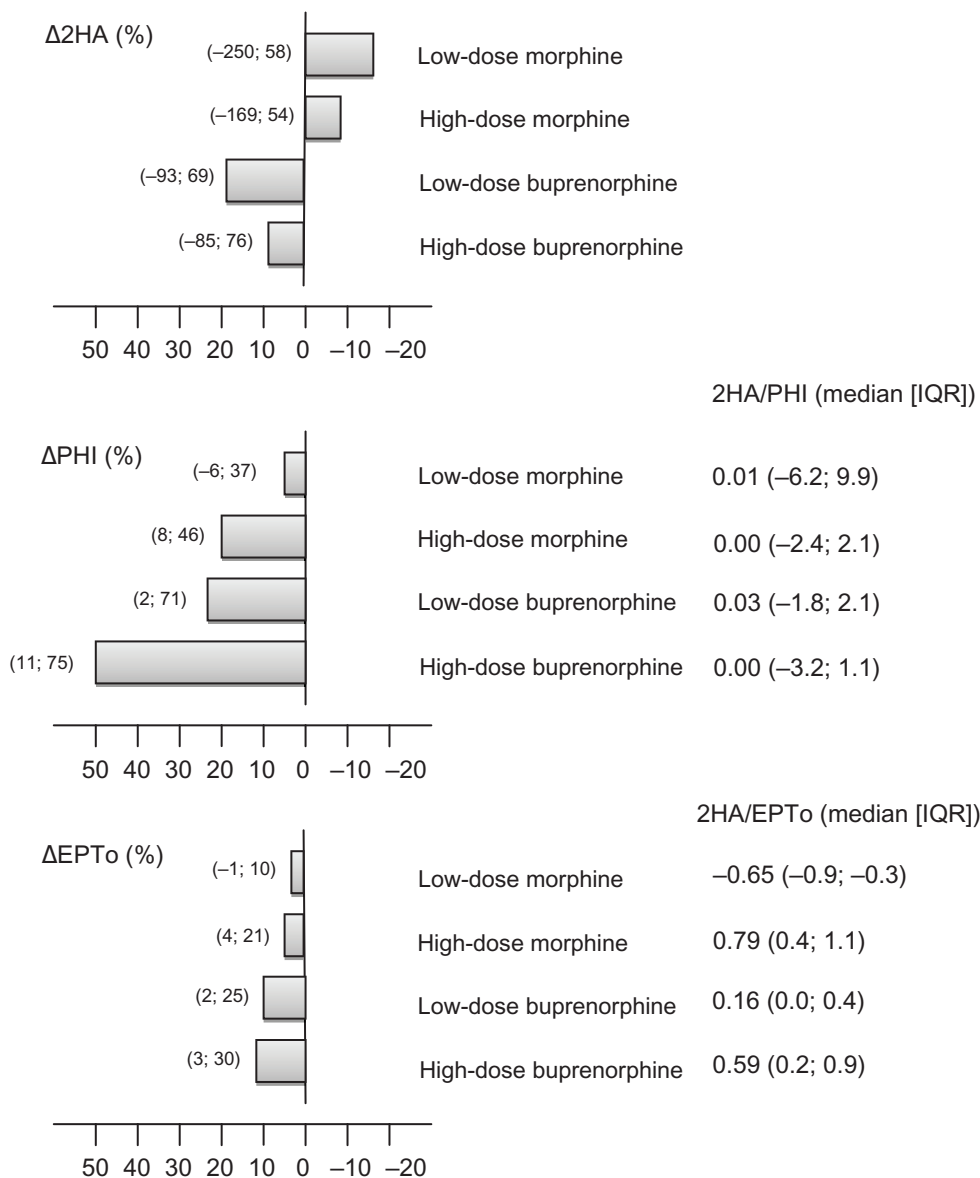 Δ2HA (%)
(–250; 58) Low-dose morphine
(–169; 54) High-dose morphine
(–93; 69) Low-dose buprenorphine
(–85; 76) High-dose buprenorphine
50 40 30 20 10 0 –10 –20
2HA/PHI (median [IQR])
ΔPHI (%)
(–6; 37) Low-dose morphine 0.01 (–6.2; 9.9)
(8; 46) High-dose morphine 0.00 (–2.4; 2.1)
(2; 71) Low-dose buprenorphine 0.03 (–1.8; 2.1)
(11; 75) High-dose buprenorphine 0.00 (–3.2; 1.1)
50 40 30 20 10 0 –10 –20
2HA/EPTo (median [IQR])
ΔEPTo (%)
(–1; 10) Low-dose morphine –0.65 (–0.9; –0.3)
(4; 21) High-dose morphine 0.79 (0.4; 1.1)
(2; 25) Low-dose buprenorphine 0.16 (0.0; 0.4)
(3; 30) High-dose buprenorphine 0.59 (0.2; 0.9)
50 40 30 20 10 0 –10 –20